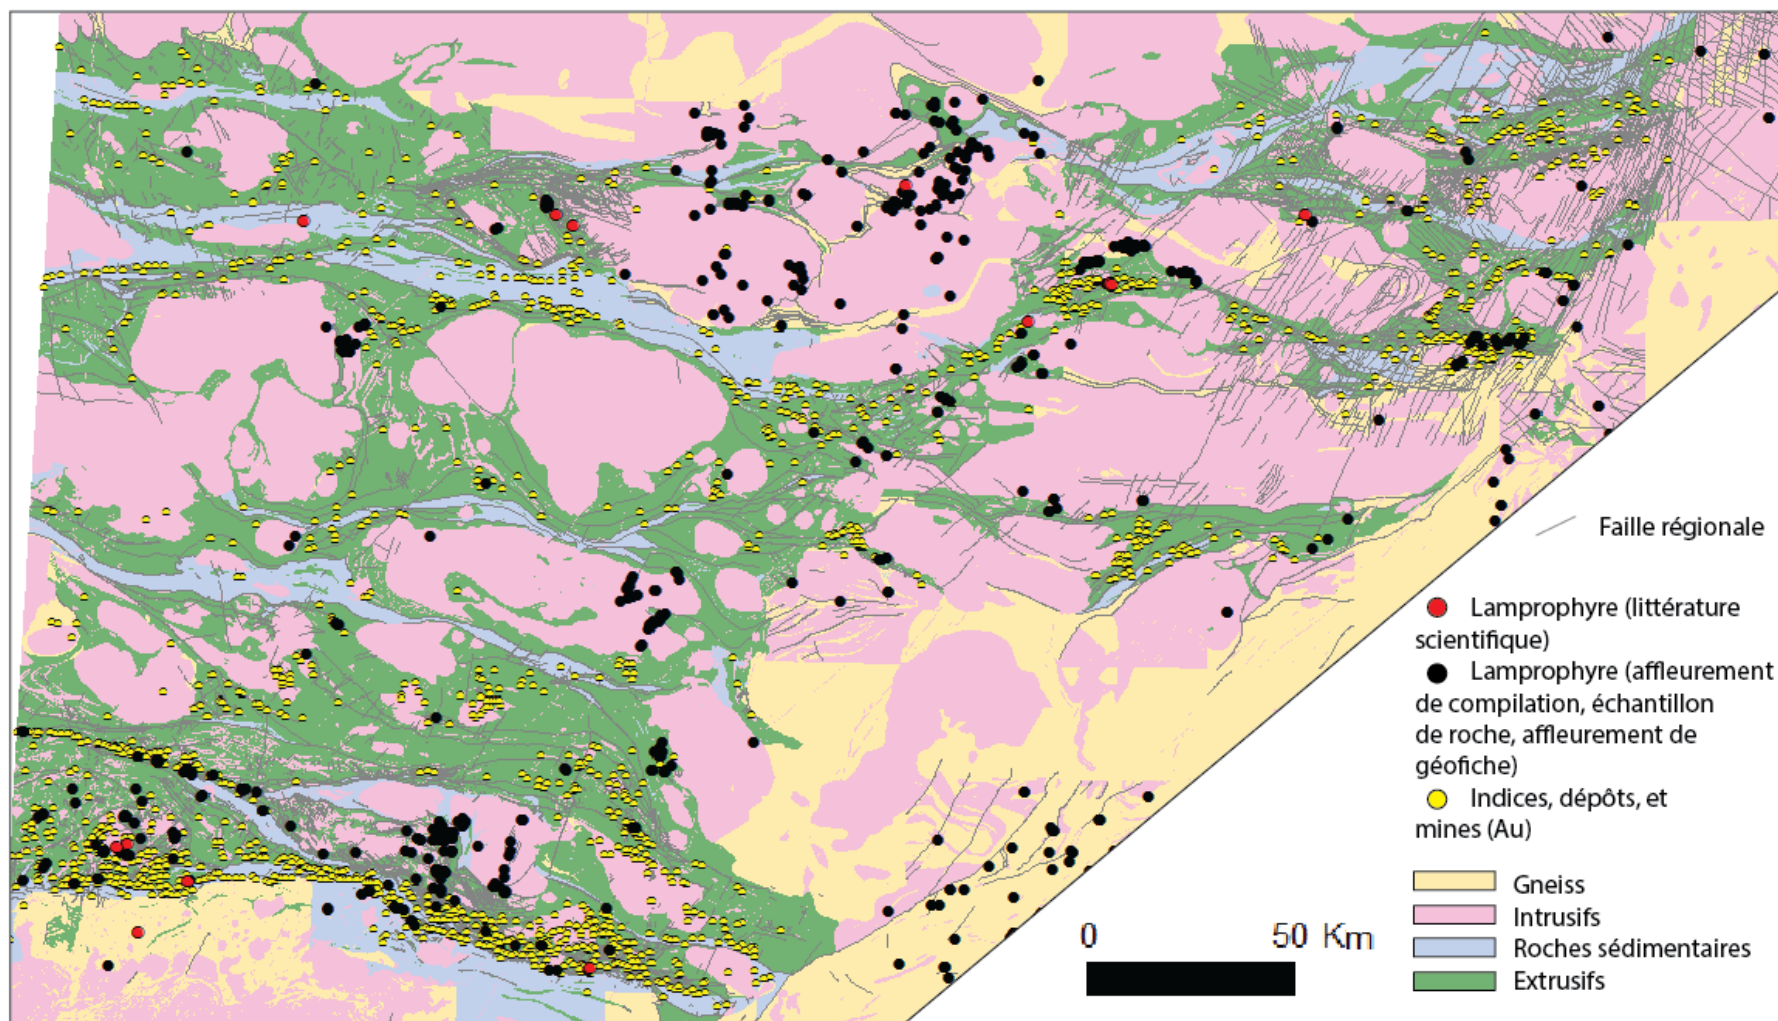 Faille régionale
Lamprophyre (littérature
scientifique)
Lamprophyre (affleurement
de compilation, échantillon
de roche, affleurement de
géofiche)
Indices, dépôts, et
mines (Au)
Gneiss
Intrusifs
Roches sédimentaires
Extrusifs
0 50 Km